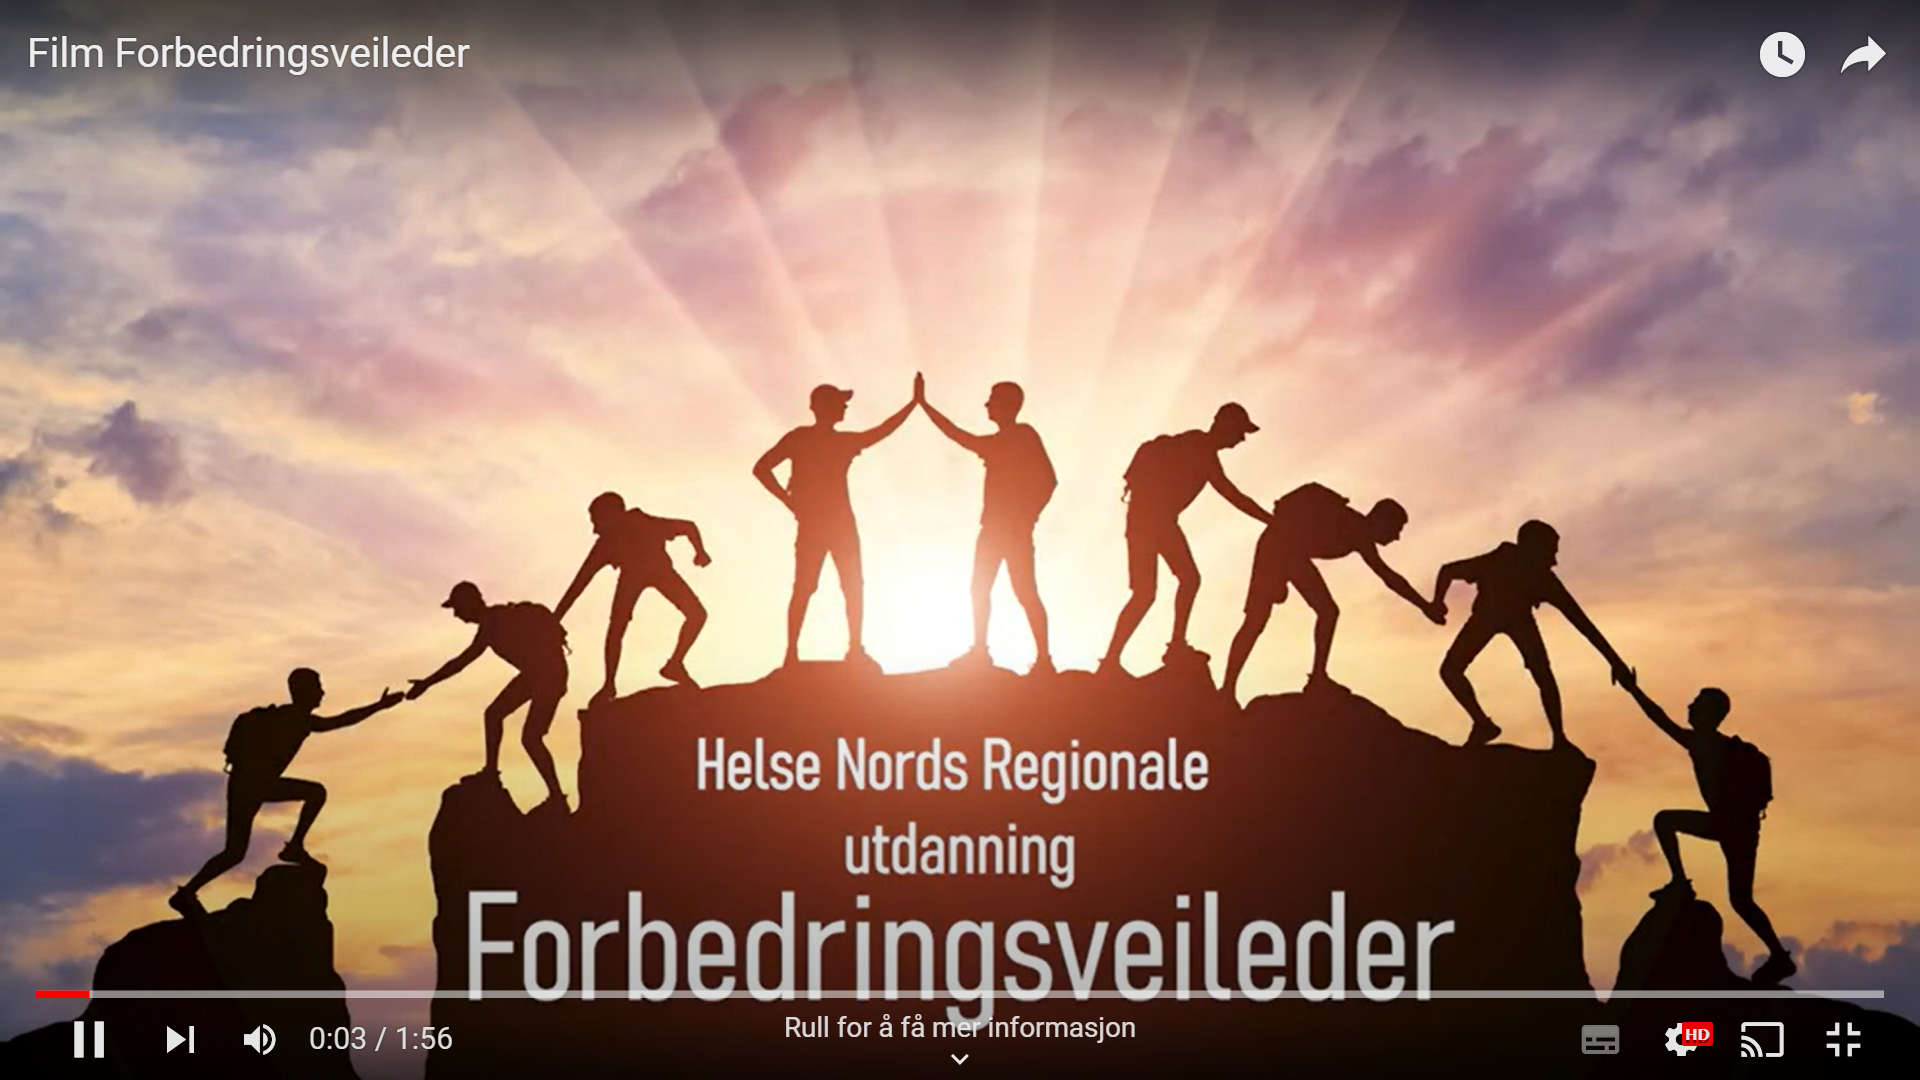 Film Forbedringsveileder
Helse Nords Regionale
utdanning
Forbedringsveileder
0:03 / 1:56
Rull for å få mer informasjon
HD